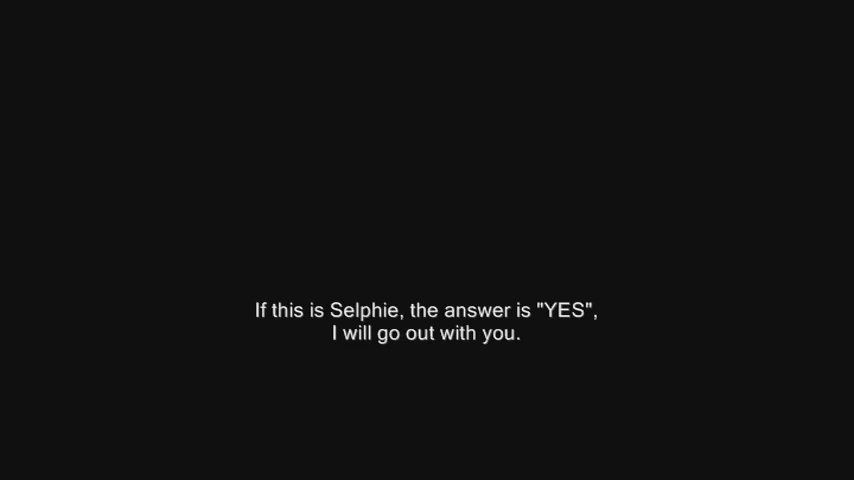 If this is Selphie, the answer is "YES",
I will go out with you.